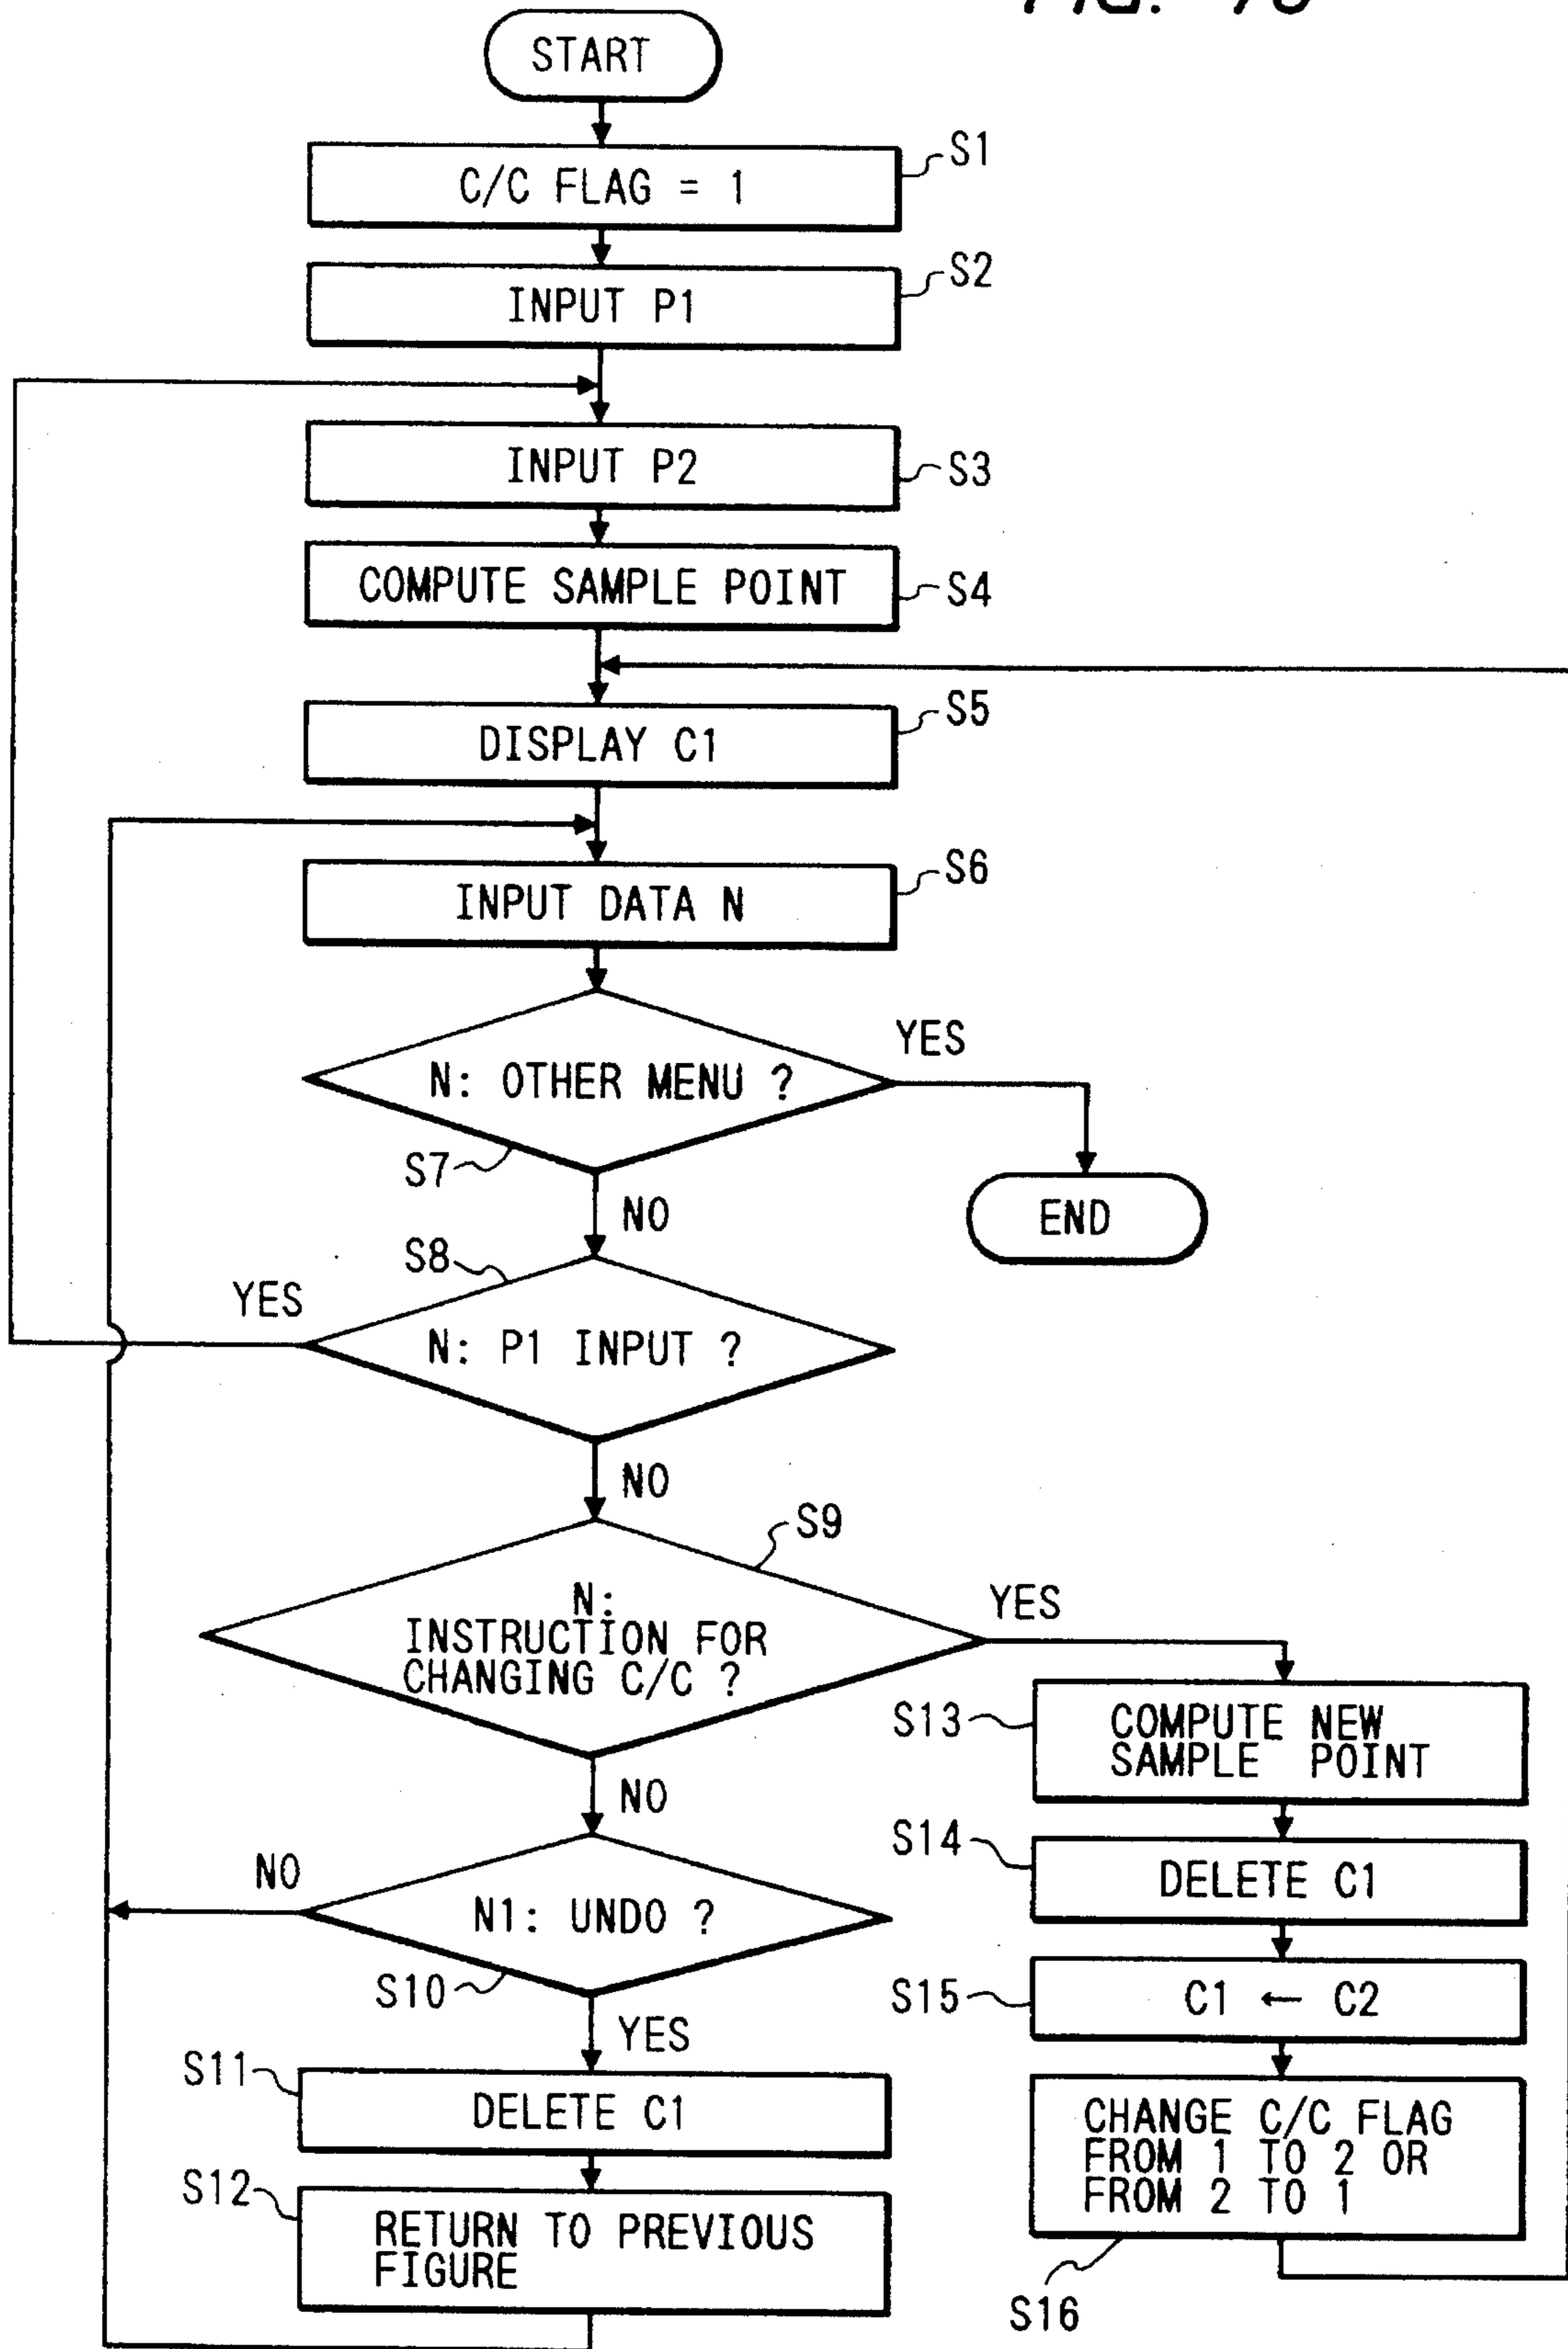 START
C/C FLAG = 1
S1
INPUT P1
S2
INPUT P2
S3
COMPUTE SAMPLE POINT
S4
DISPLAY C1
S5
INPUT DATA N
S6
N: OTHER MENU ?
YES
S7
NO
END
S8
YES
N: P1 INPUT ?
NO
S9
N:
INSTRUCTION FOR
CHANGING C/C ?
YES
NO
S13
COMPUTE NEW
SAMPLE POINT
S14
DELETE C1
NO
N1: UNDO ?
S10
YES
S15
C1 ← C2
S11
DELETE C1
S12
RETURN TO PREVIOUS
FIGURE
CHANGE C/C FLAG
FROM 1 TO 2 OR
FROM 2 TO 1
S16